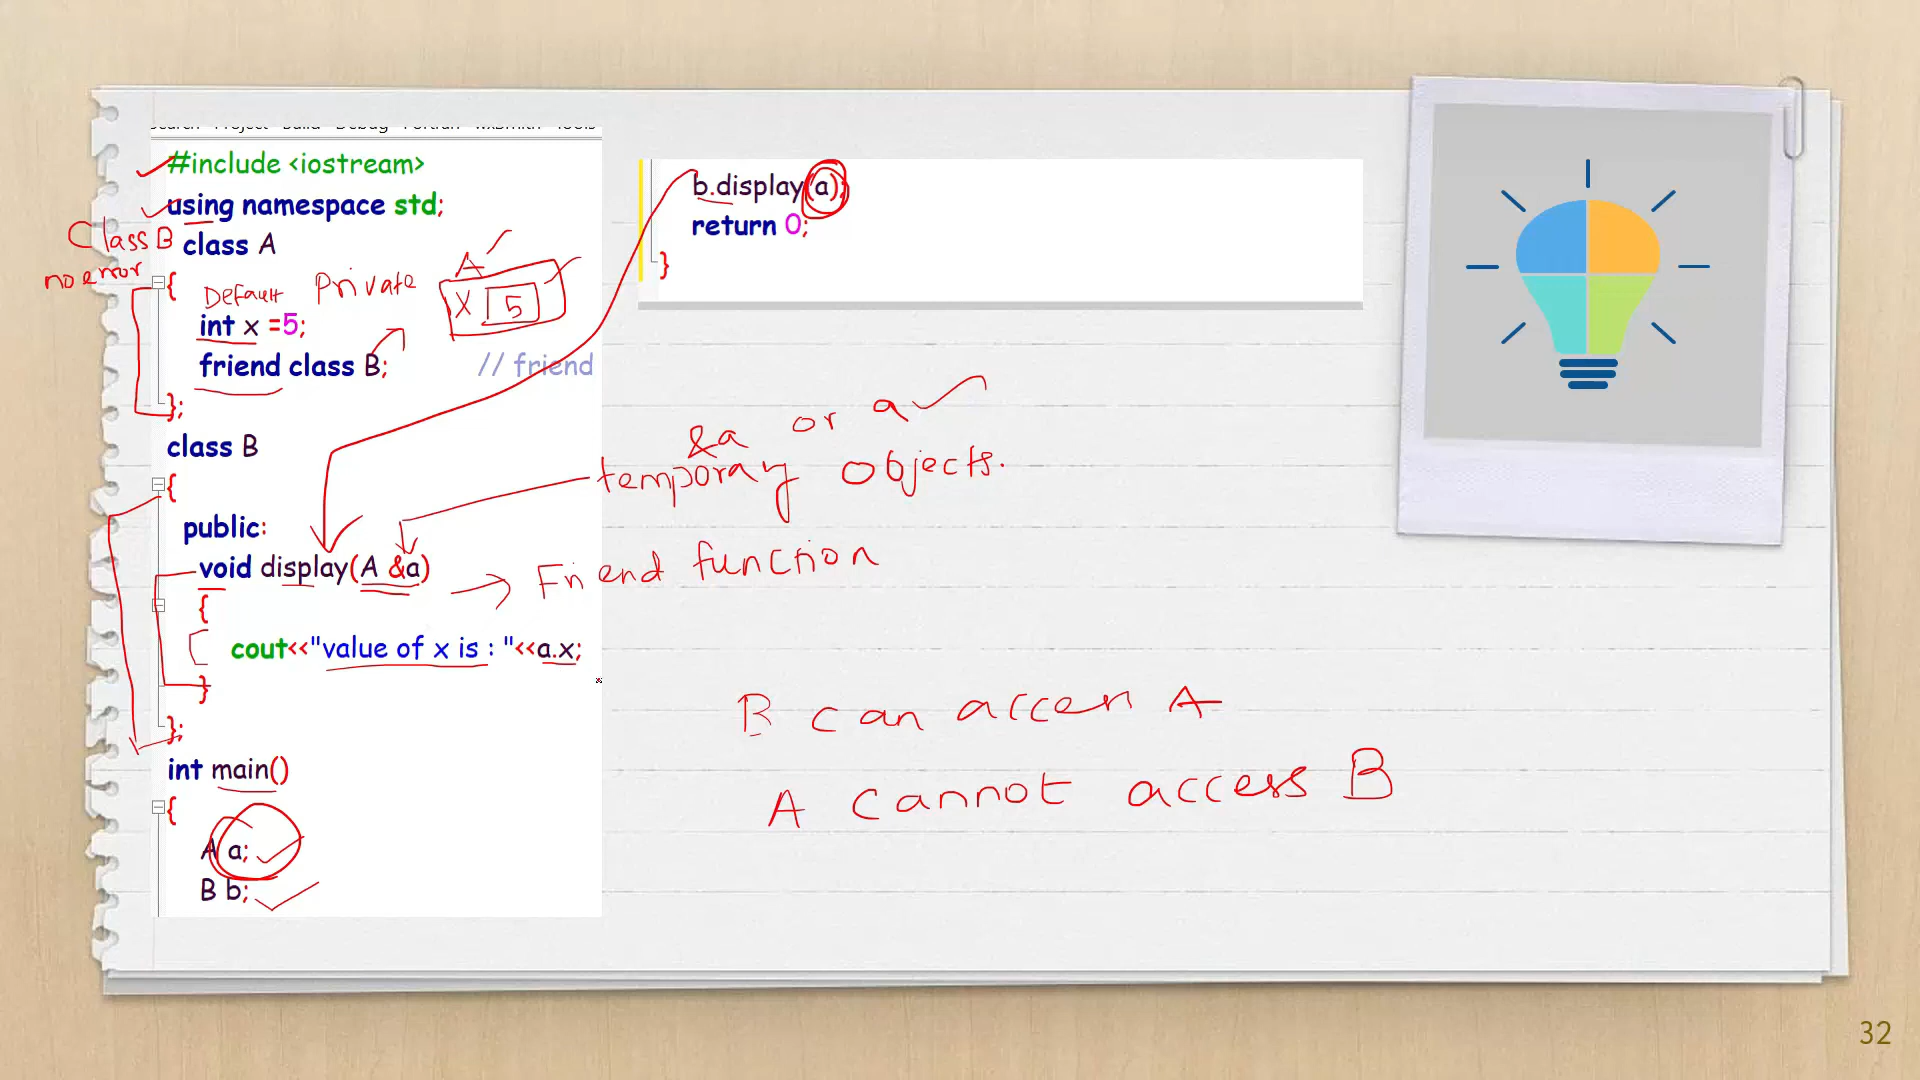 #include <iostream>
using namespace std;
Class B
class A
no error
{
Default Private
A
X 5
int x =5;
friend class B; // friend
};
class B
{
public:
void display(A &a)
{
cout<<"value of x is : "<<a.x;
}
};
int main()
{
A a;
B b;
b.display(a);
return 0;
}
&a or a
temporary objects.
Friend function
B can access A
A cannot access B
32